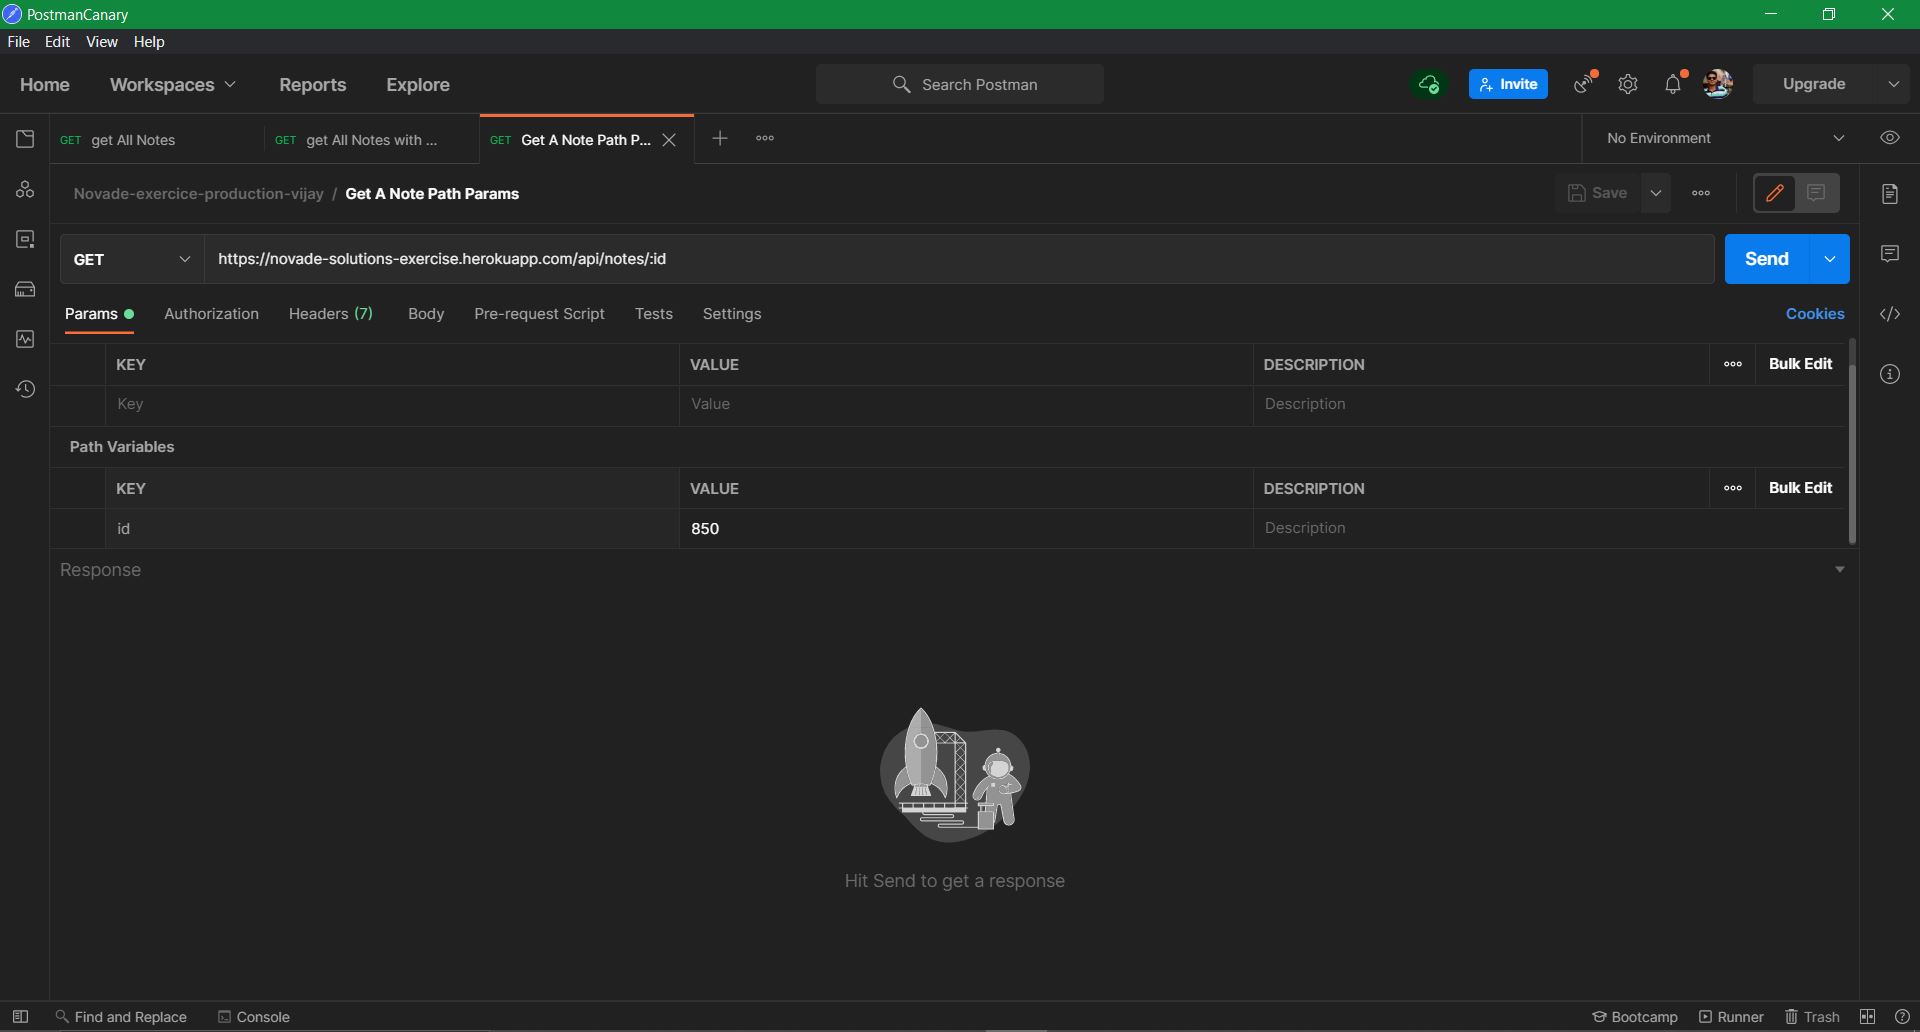 PostmanCanary
File Edit View Help
Home Workspaces Reports Explore Search Postman Invite Upgrade
GET get All Notes GET get All Notes with ... GET Get A Note Path P... No Environment
Novade-exercice-production-vijay / Get A Note Path Params Save
GET https://novade-solutions-exercise.herokuapp.com/api/notes/:id Send
Params Authorization Headers (7) Body Pre-request Script Tests Settings Cookies
KEY VALUE DESCRIPTION Bulk Edit
Key Value Description
Path Variables
KEY VALUE DESCRIPTION Bulk Edit
id 850 Description
Response
Hit Send to get a response
Find and Replace Console Bootcamp Runner Trash